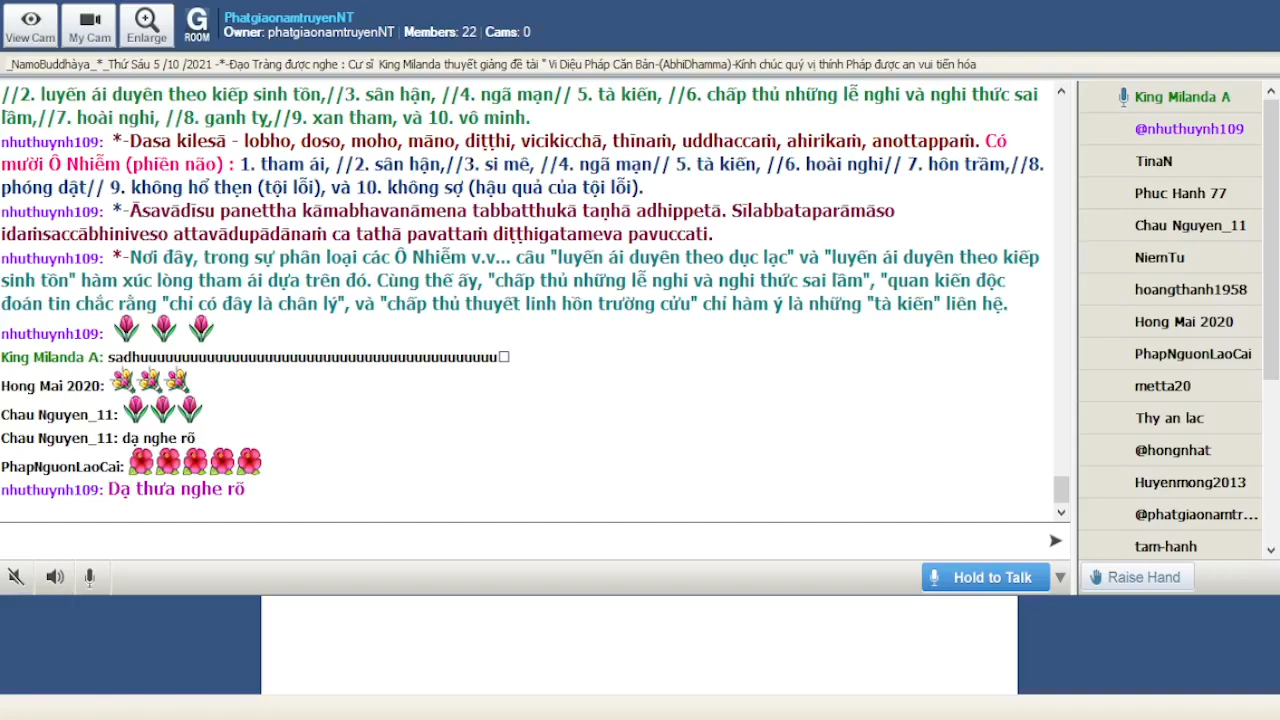 View Cam
My Cam
Enlarge
G
ROOM
PhatgiaonamtruyenNT
Owner: phatgiaonamtruyenNT | Members: 22 | Cams: 0
_NamoBuddhàya_*_Thứ Sáu 5 /10 /2021 -*-Đạo Tràng được nghe : Cư sĩ King Milanda thuyết giảng đề tài " Vi Diệu Pháp Căn Bản-(AbhiDhamma)-Kính chúc quý vị thính Pháp được an vui tiến hóa
//2. luyến ái duyên theo kiếp sinh tồn,//3. sân hận, //4. ngã mạn// 5. tà kiến, //6. chấp thủ những lễ nghi và nghi thức sai
lầm,//7. hoài nghi, //8. ganh tỵ,//9. xan tham, và 10. vô minh.
nhuthuynh109: *-Dasa kilesā - lobho, doso, moho, māno, diṭṭhi, vicikicchā, thīnaṁ, uddhaccaṁ, ahirikaṁ, anottappaṁ. Có
mười Ô Nhiễm (phiền não) : 1. tham ái, //2. sân hận,//3. si mê, //4. ngã mạn// 5. tà kiến, //6. hoài nghi// 7. hôn trầm,//8.
phóng dật// 9. không hổ thẹn (tội lỗi), và 10. không sợ (hậu quả của tội lỗi).
nhuthuynh109: *-Āsavādīsu panettha kāmabhavanāmena tabbatthukā taṇhā adhippetā. Sīlabbataparāmāso
idaṁsaccābhiniveso attavādupādānaṁ ca tathā pavattaṁ diṭṭhigatameva pavuccati.
nhuthuynh109: *-Nơi đây, trong sự phân loại các Ô Nhiễm v.v... câu "luyến ái duyên theo dục lạc" và "luyến ái duyên theo kiếp
sinh tồn" hàm xúc lòng tham ái dựa trên đó. Cùng thế ấy, "chấp thủ những lễ nghi và nghi thức sai lầm", "quan kiến độc
đoán tin chắc rằng "chỉ có đây là chân lý", và "chấp thủ thuyết linh hồn trường cửu" chỉ hàm ý là những "tà kiến" liên hệ.
nhuthuynh109:
King Milanda A: sadhuuuuuuuuuuuuuuuuuuuuuuuuuuuuuuuuuuuuuuuuuuu□
Hong Mai 2020:
Chau Nguyen_11:
Chau Nguyen_11: dạ nghe rõ
PhapNguonLaoCai:
nhuthuynh109: Dạ thưa nghe rõ
Hold to Talk
King Milanda A
@nhuthuynh109
TinaN
Phuc Hanh 77
Chau Nguyen_11
NiemTu
hoangthanh1958
Hong Mai 2020
PhapNguonLaoCai
metta20
Thy an lac
@hongnhat
Huyenmong2013
@phatgiaonamtr...
tam-hanh
Raise Hand